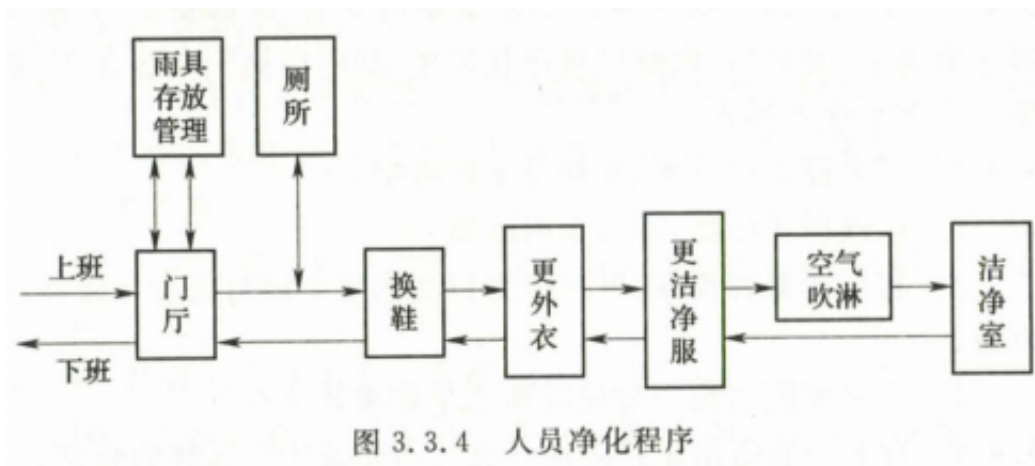 雨具
存放
管理
厕
所
上班
下班
门
厅
换
鞋
更
外
衣
更
洁
净
服
空气
吹淋
洁
净
室
图 3.3.4 人员净化程序